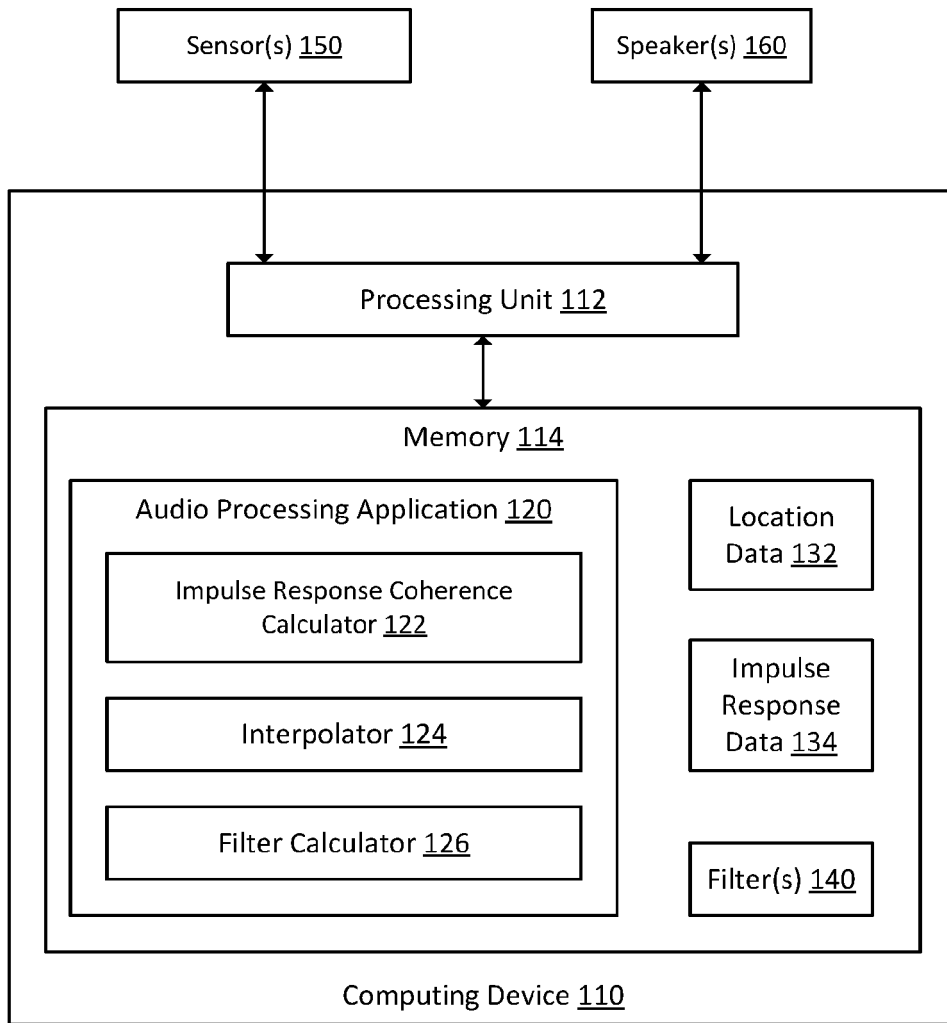 Sensor(s) 150
Speaker(s) 160
Processing Unit 112
Memory 114
Audio Processing Application 120
Impulse Response Coherence
Calculator 122
Interpolator 124
Filter Calculator 126
Location
Data 132
Impulse
Response
Data 134
Filter(s) 140
Computing Device 110